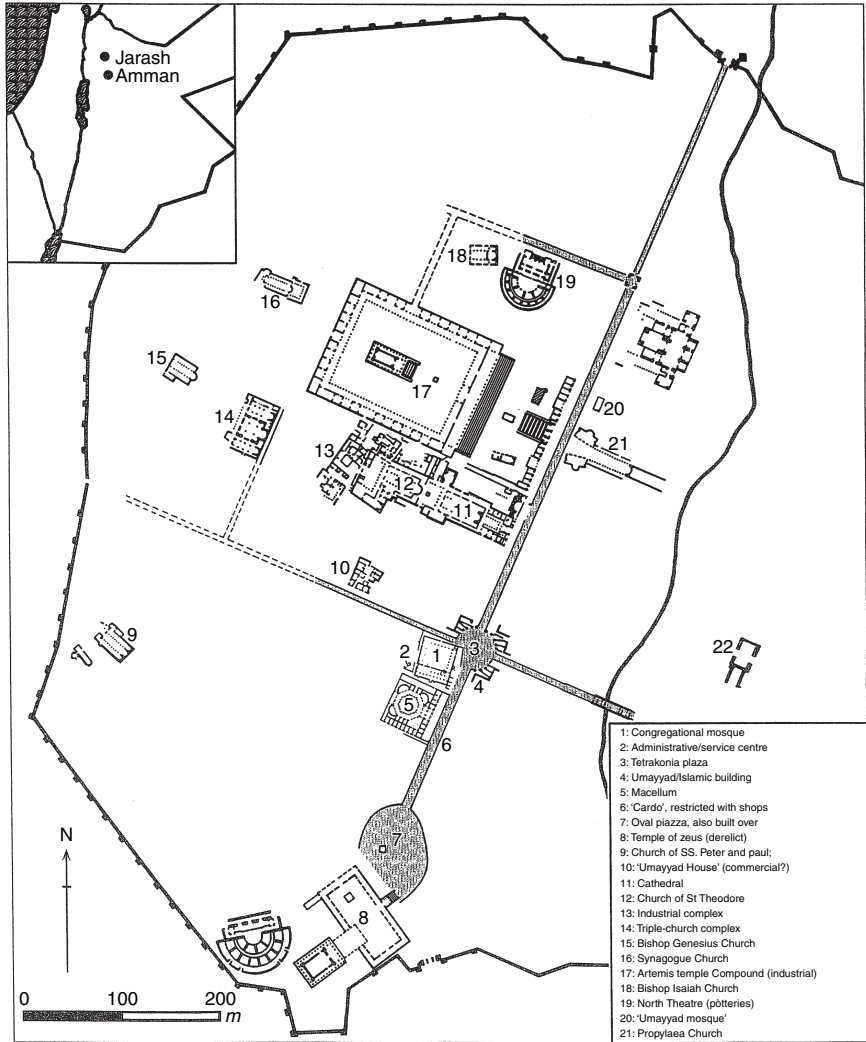 Jarash
Amman
18
19
16
17
15
20
14
21
13
12
11
10
9
3
22
1
2
4
5
6
7
N
8
0 100 200
m
1: Congregational mosque
2: Administrative/service centre
3: Tetrakonia plaza
4: Umayyad/Islamic building
5: Macellum
6: ‘Cardo’, restricted with shops
7: Oval piazza, also built over
8: Temple of zeus (derelict)
9: Church of SS. Peter and paul;
10: ‘Umayyad House’ (commercial?)
11: Cathedral
12: Church of St Theodore
13: Industrial complex
14: Triple-church complex
15: Bishop Genesius Church
16: Synagogue Church
17: Artemis temple Compound (industrial)
18: Bishop Isaiah Church
19: North Theatre (pòtteries)
20: ‘Umayyad mosque’
21: Propylaea Church